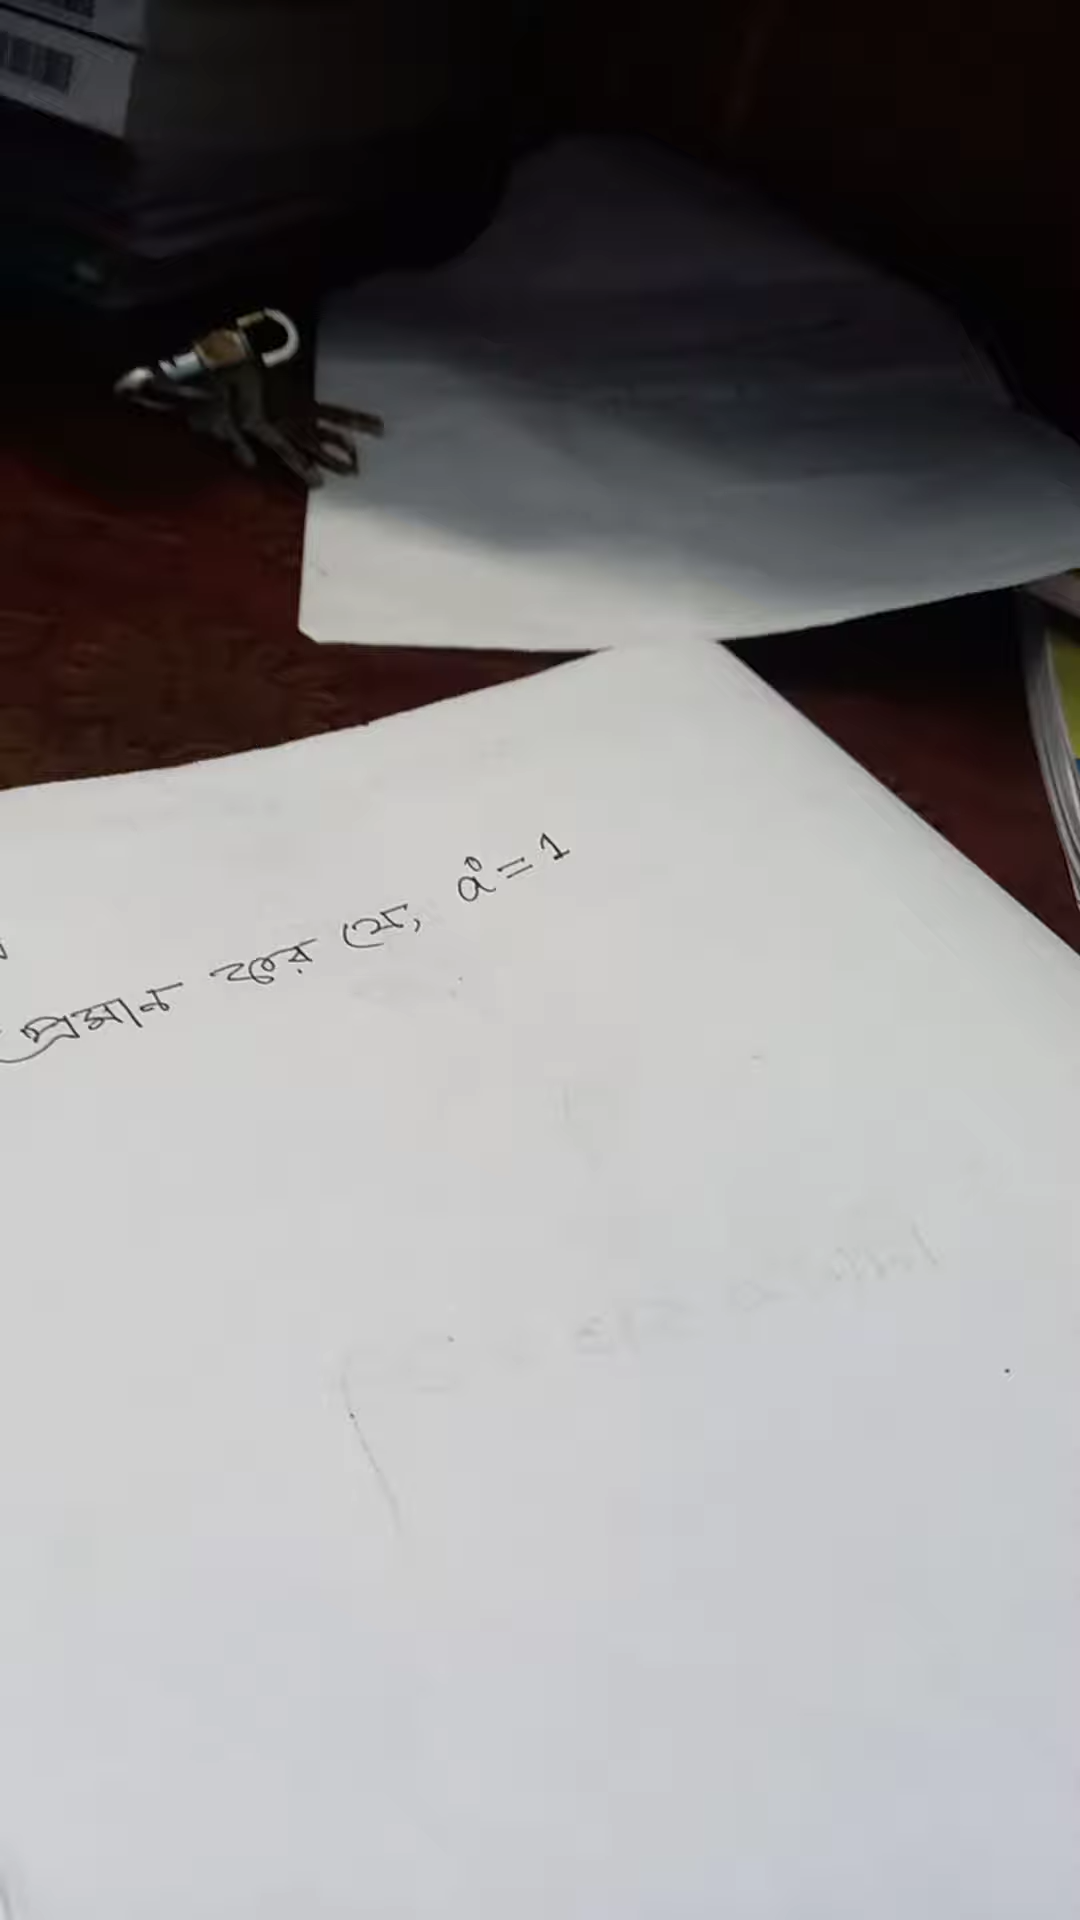 প্রমান করে যে, a⁰ = 1